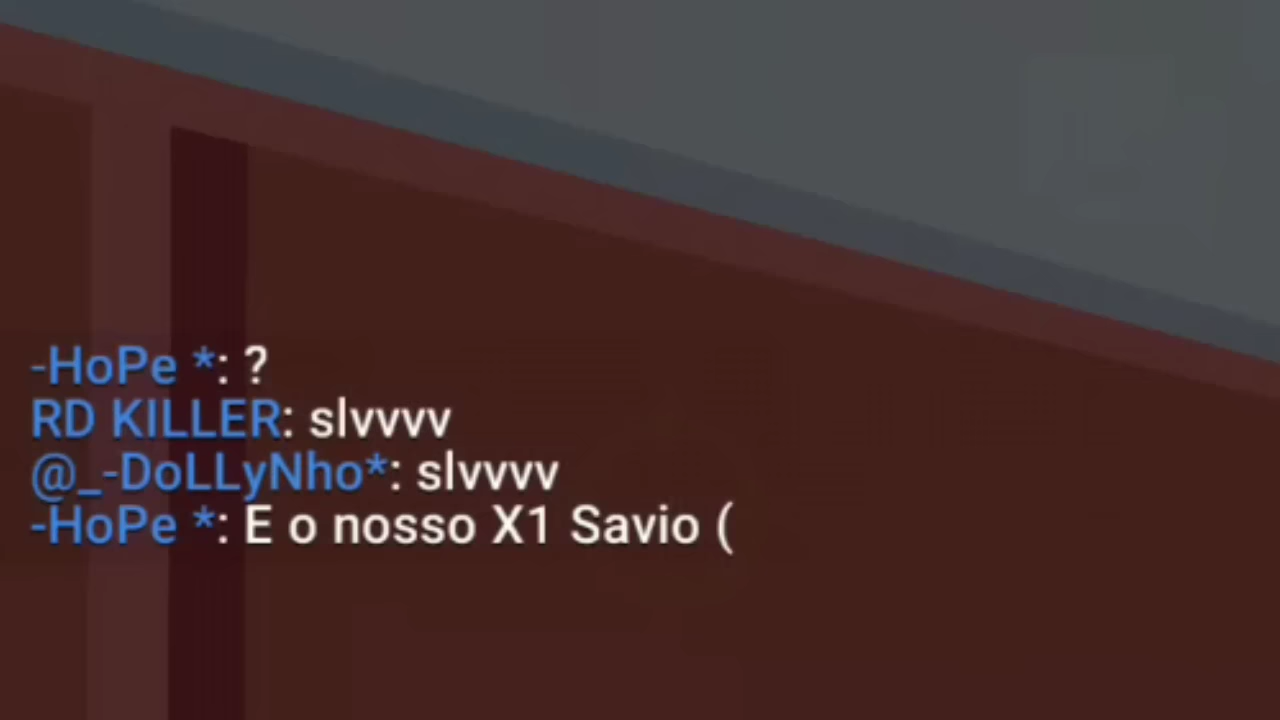 -HoPe *: ?
RD KILLER: slvvvv
@_-DoLLyNho*: slvvvv
-HoPe *: E o nosso X1 Savio (